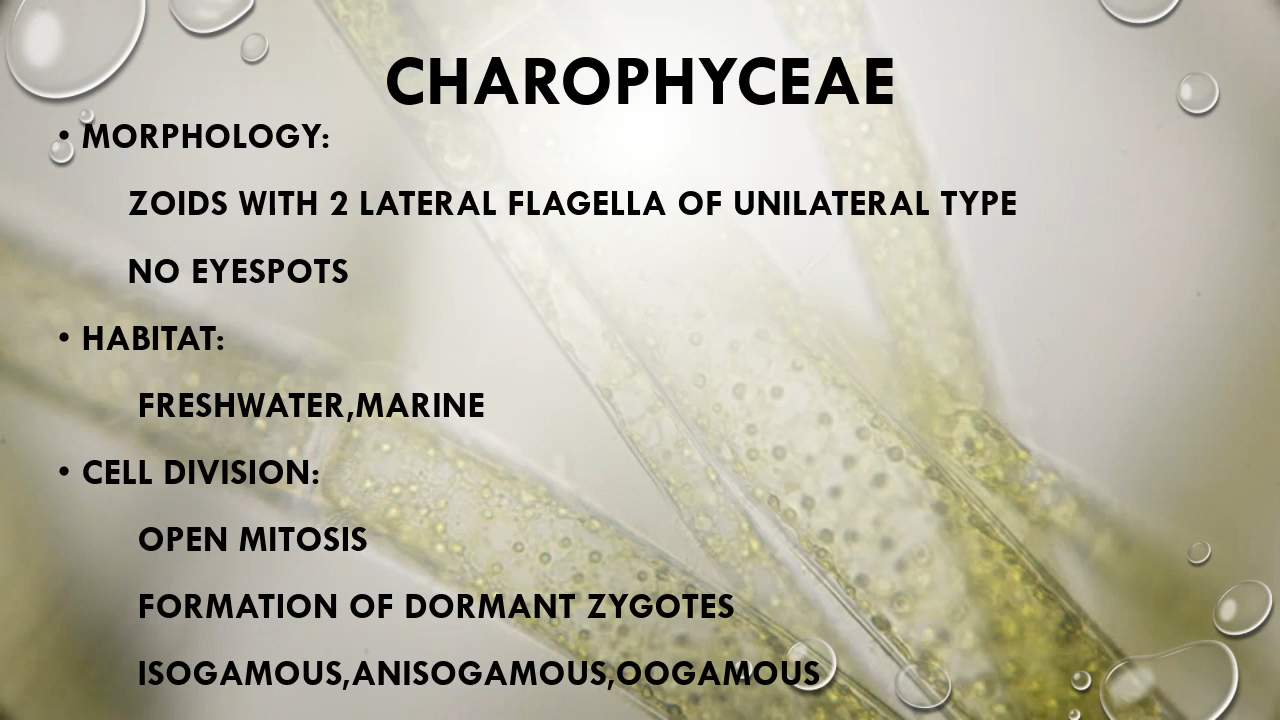 CHAROPHYCEAE
• MORPHOLOGY:
ZOIDS WITH 2 LATERAL FLAGELLA OF UNILATERAL TYPE
NO EYESPOTS
• HABITAT:
FRESHWATER,MARINE
• CELL DIVISION:
OPEN MITOSIS
FORMATION OF DORMANT ZYGOTES
ISOGAMOUS,ANISOGAMOUS,OOGAMOUS